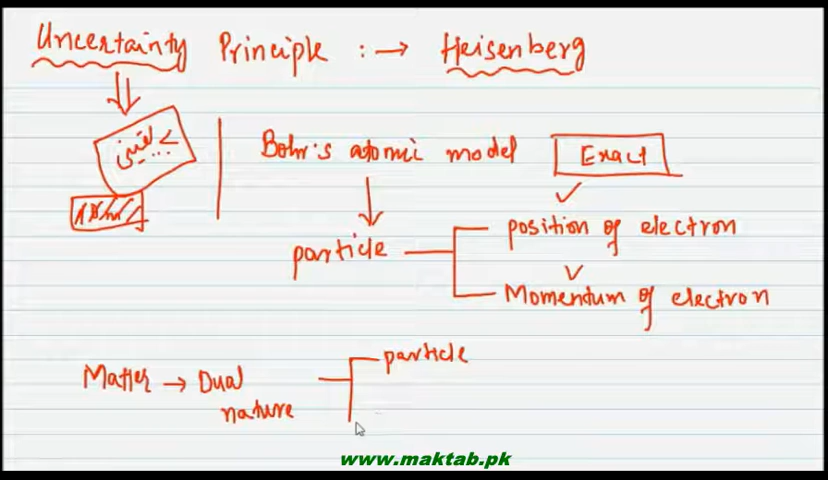 Uncertainty Principle : → Heisenberg
بے یقینی
Bohr's atomic model Exact
particle
position of electron
Momentum of electron
Matter → Dual nature
particle
www.maktab.pk